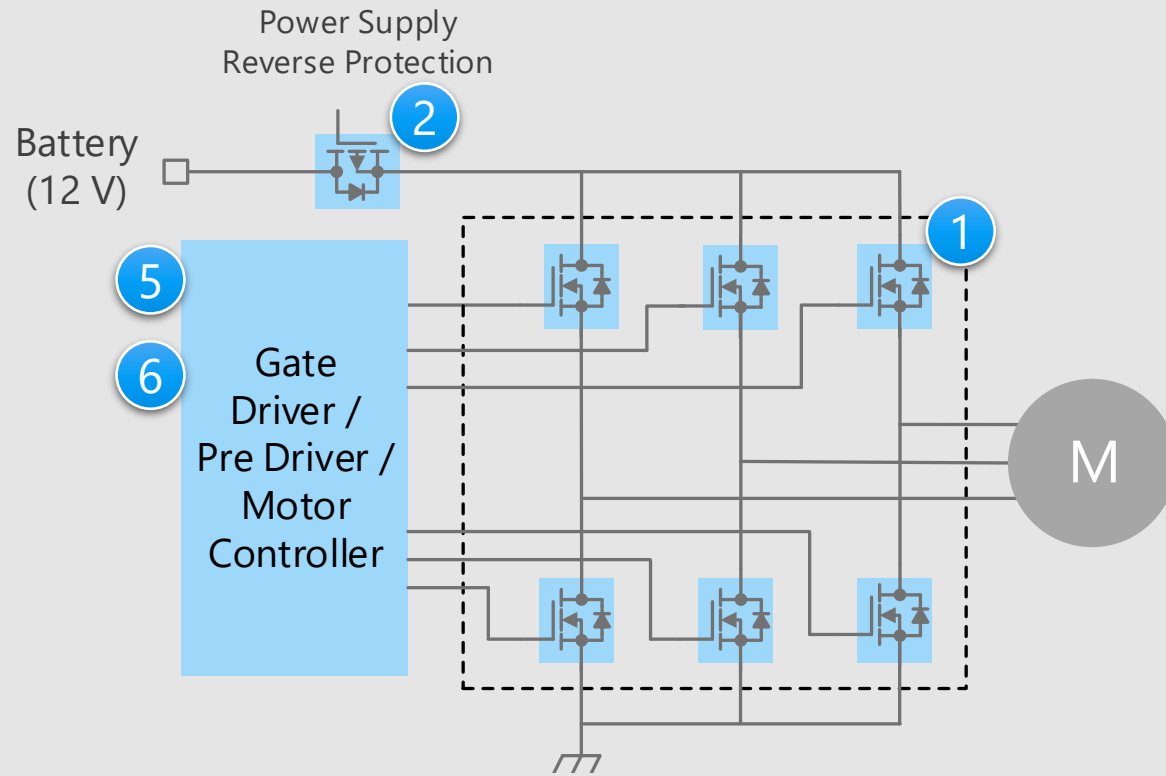 Power Supply
Reverse Protection
2
Battery
(12 V)
1
5
6
Gate
Driver /
Pre Driver /
Motor
Controller
M